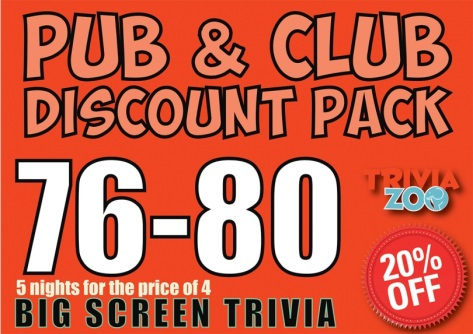 PUB & CLUB
DISCOUNT PACK
76-80
TRIVIA
ZOO
5 nights for the price of 4
BIG SCREEN TRIVIA
20%
OFF